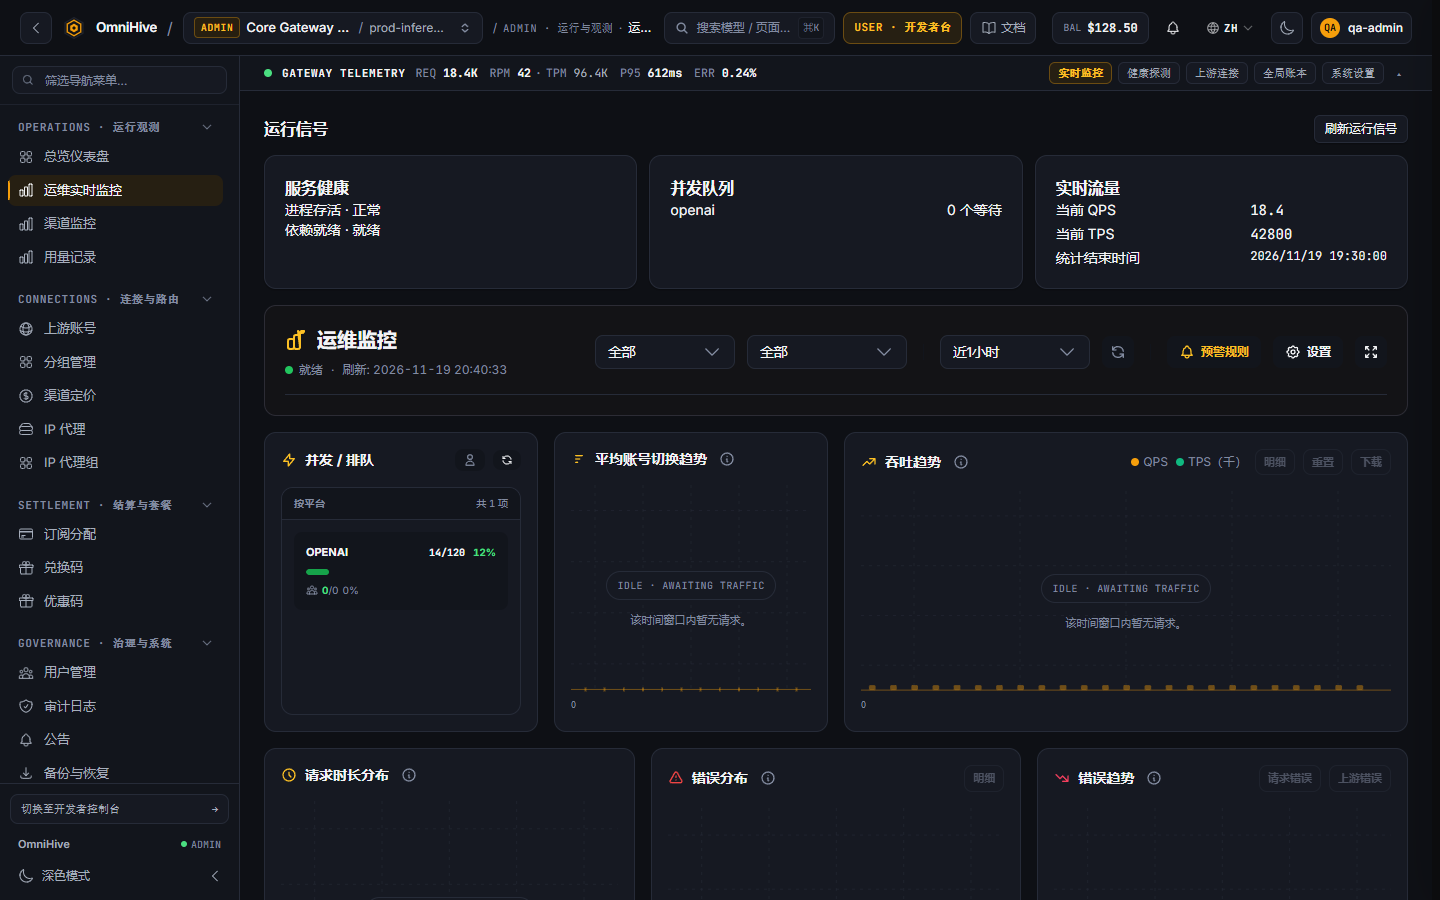 OmniHive / ADMIN Core Gateway ... / prod-infere... / ADMIN · 运行与观测 · 运... 搜索模型 / 页面... ⌘K USER · 开发者台 文档 BAL $128.50 ZH QA qa-admin
筛选导航菜单...
GATEWAY TELEMETRY REQ 18.4K RPM 42 · TPM 96.4K P95 612ms ERR 0.24% 实时监控 健康探测 上游连接 全局账本 系统设置
OPERATIONS · 运行观测
总览仪表盘
运维实时监控
渠道监控
用量记录
CONNECTIONS · 连接与路由
上游账号
分组管理
渠道定价
IP 代理
IP 代理组
SETTLEMENT · 结算与套餐
订阅分配
兑换码
优惠码
GOVERNANCE · 治理与系统
用户管理
审计日志
公告
备份与恢复
切换至开发者控制台 →
OmniHive ADMIN
深色模式
运行信号 刷新运行信号
服务健康
进程存活 · 正常
依赖就绪 · 就绪
并发队列
openai 0 个等待
实时流量
当前 QPS 18.4
当前 TPS 42800
统计结束时间 2026/11/19 19:30:00
运维监控
就绪 · 刷新: 2026-11-19 20:40:33
全部 全部 近1小时 预警规则 设置
并发 / 排队
按平台 共 1 项
OPENAI 14/120 12%
0/0 0%
平均账号切换趋势
IDLE · AWAITING TRAFFIC
该时间窗口内暂无请求。
0
吞吐趋势 QPS TPS（千） 明细 重置 下载
IDLE · AWAITING TRAFFIC
该时间窗口内暂无请求。
0
请求时长分布
错误分布 明细
错误趋势 请求错误 上游错误